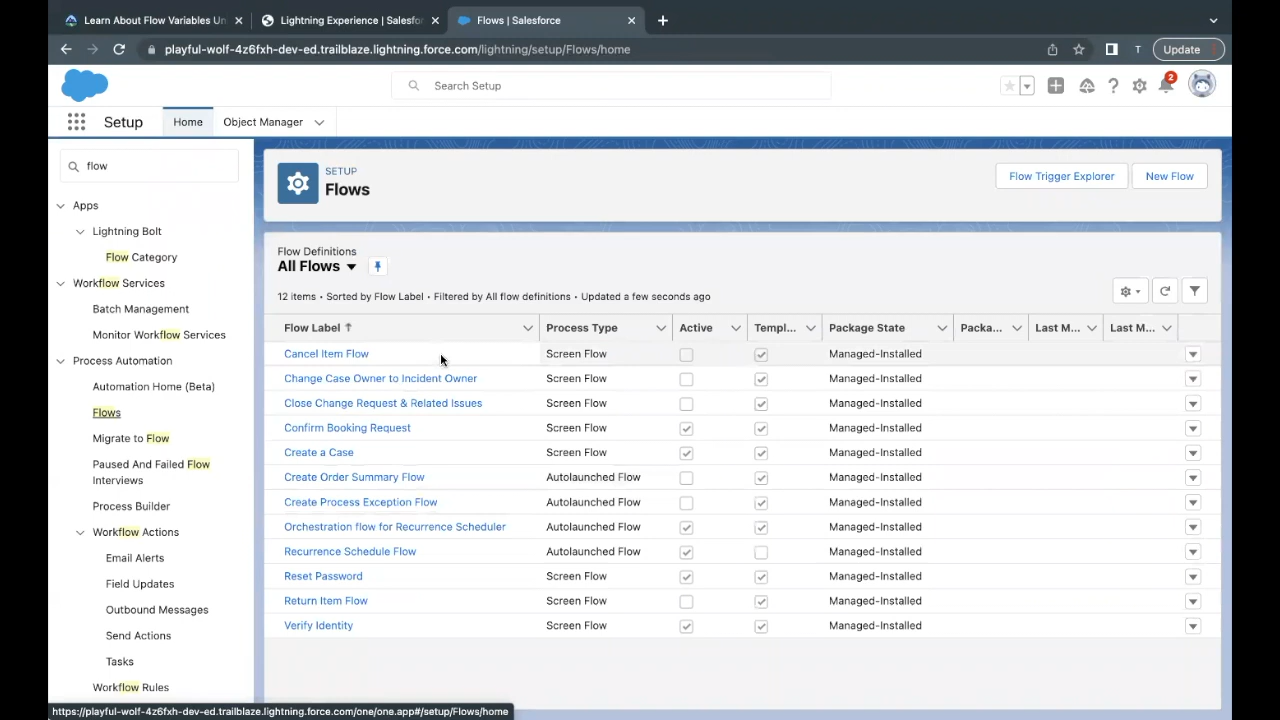 Learn About Flow Variables Un
Lightning Experience | Salesfor
Flows | Salesforce
playful-wolf-4z6fxh-dev-ed.trailblaze.lightning.force.com/lightning/setup/Flows/home
T
Update
Search Setup
2
Setup
Home
Object Manager
flow
SETUP
Flows
Flow Trigger Explorer
New Flow
Apps
Lightning Bolt
Flow Category
Workflow Services
Batch Management
Monitor Workflow Services
Process Automation
Automation Home (Beta)
Flows
Migrate to Flow
Paused And Failed Flow
Interviews
Process Builder
Workflow Actions
Email Alerts
Field Updates
Outbound Messages
Send Actions
Tasks
Workflow Rules
Flow Definitions
All Flows
12 items • Sorted by Flow Label • Filtered by All flow definitions • Updated a few seconds ago
Flow Label ↑ Process Type Active Templ... Package State Packa... Last M... Last M...
Cancel Item Flow Screen Flow Managed-Installed
Change Case Owner to Incident Owner Screen Flow Managed-Installed
Close Change Request & Related Issues Screen Flow Managed-Installed
Confirm Booking Request Screen Flow Managed-Installed
Create a Case Screen Flow Managed-Installed
Create Order Summary Flow Autolaunched Flow Managed-Installed
Create Process Exception Flow Autolaunched Flow Managed-Installed
Orchestration flow for Recurrence Scheduler Autolaunched Flow Managed-Installed
Recurrence Schedule Flow Autolaunched Flow Managed-Installed
Reset Password Screen Flow Managed-Installed
Return Item Flow Screen Flow Managed-Installed
Verify Identity Screen Flow Managed-Installed
https://playful-wolf-4z6fxh-dev-ed.trailblaze.lightning.force.com/one/one.app#/setup/Flows/home